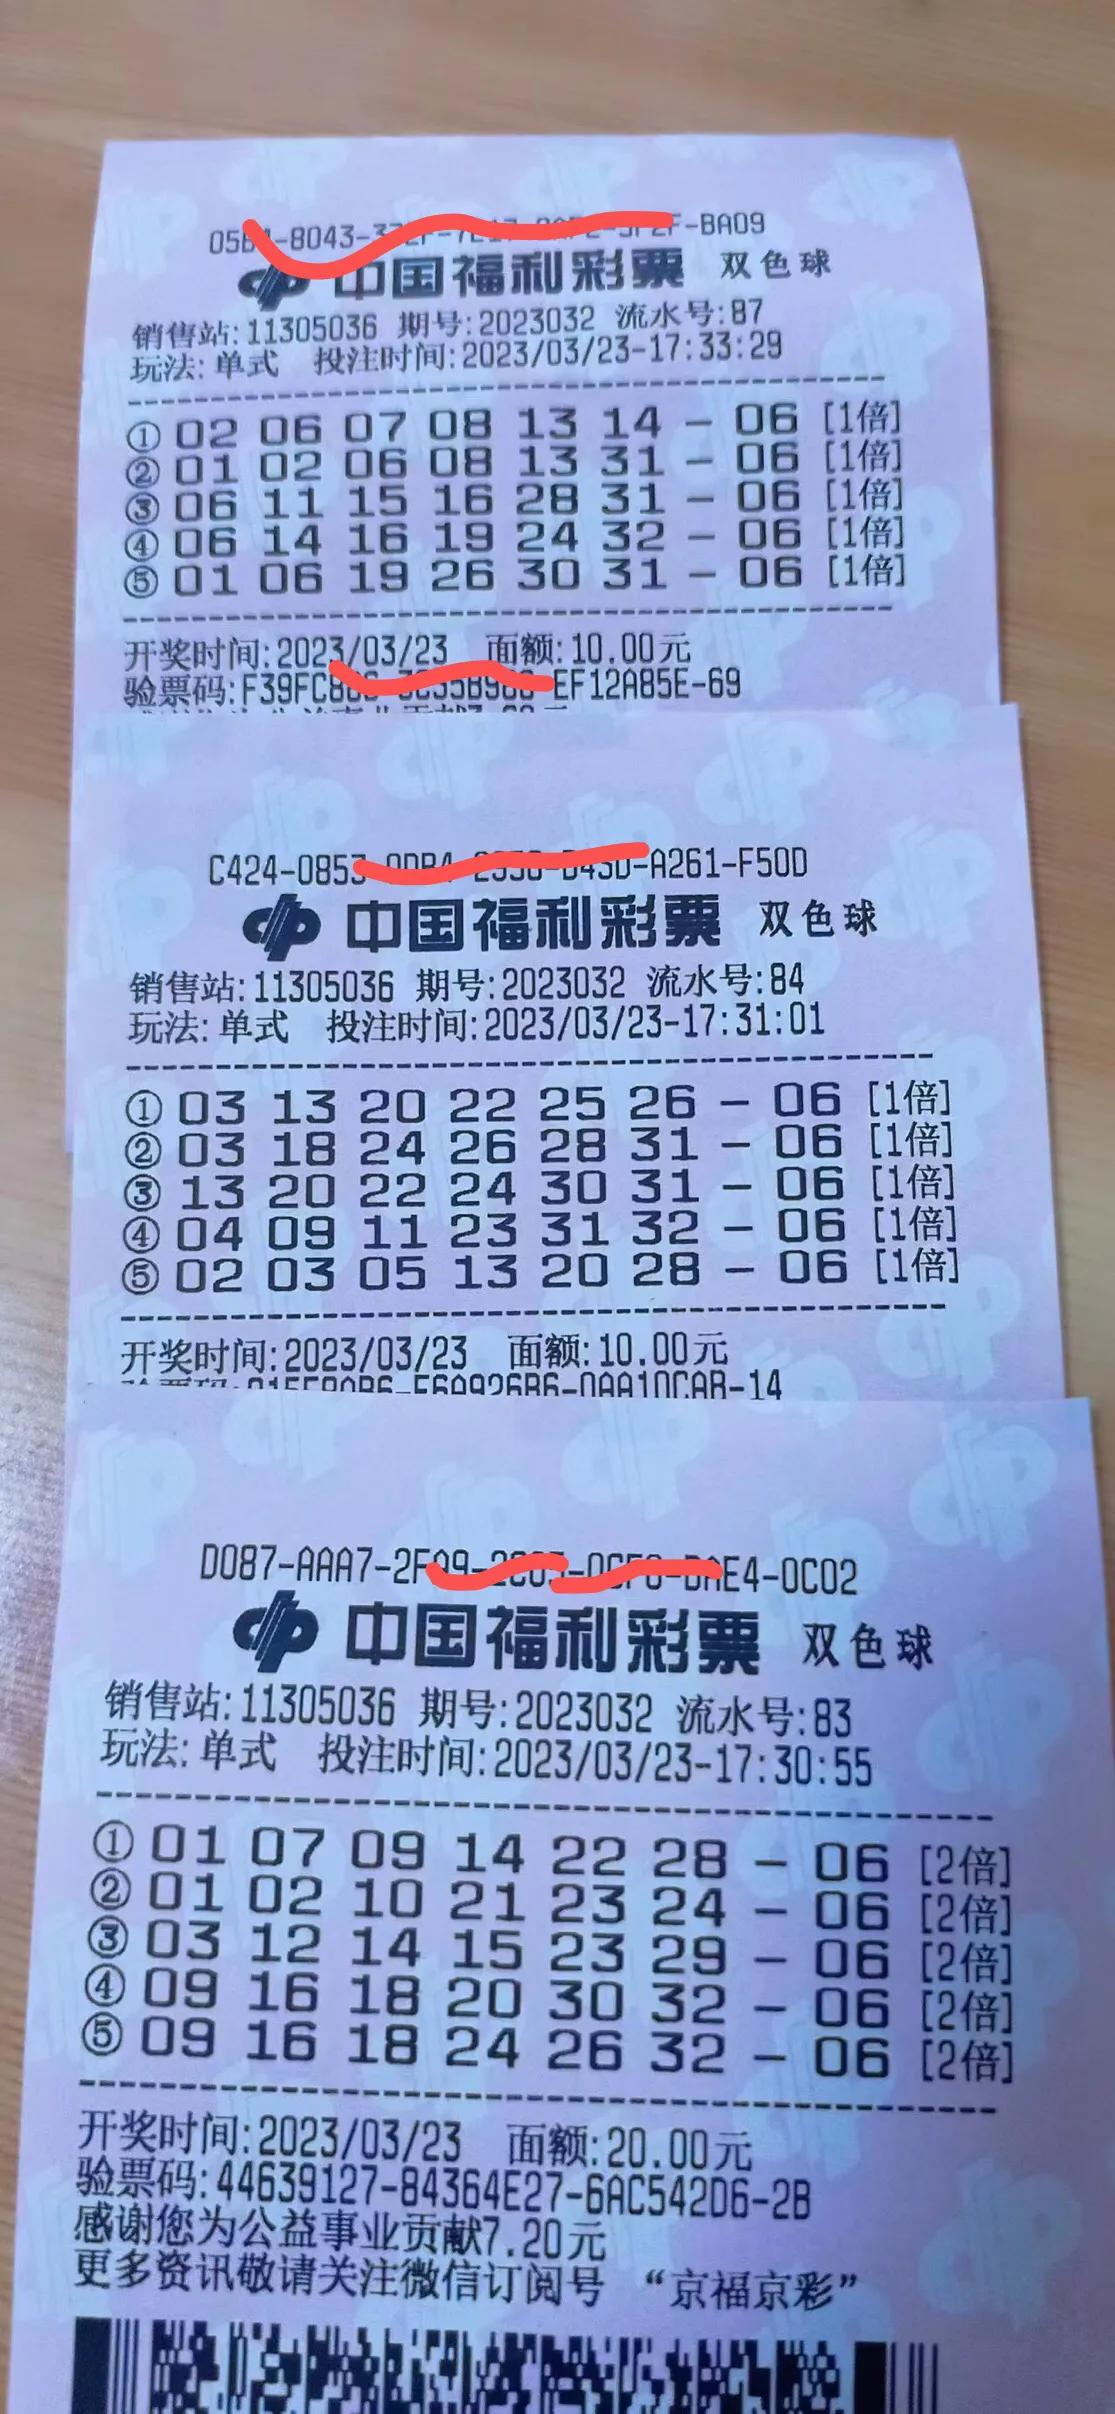 -8043- -BA09
中国福利彩票 双色球
销售站:11305036 期号:2023032 流水号:87
玩法:单式 投注时间:2023/03/23-17:33:29
① 02 06 07 08 13 14 - 06 [1倍]
② 01 02 06 08 13 31 - 06 [1倍]
③ 06 11 15 16 28 31 - 06 [1倍]
④ 06 14 16 19 24 32 - 06 [1倍]
⑤ 01 06 19 26 30 31 - 06 [1倍]
开奖时间:2023/03/23 面额:10.00元
验票码: EF12A85E-69
C424-0853 -A261-F50D
中国福利彩票 双色球
销售站:11305036 期号:2023032 流水号:84
玩法:单式 投注时间:2023/03/23-17:31:01
① 03 13 20 22 25 26 - 06 [1倍]
② 03 18 24 26 28 31 - 06 [1倍]
③ 13 20 22 24 30 31 - 06 [1倍]
④ 04 09 11 23 31 32 - 06 [1倍]
⑤ 02 03 05 13 20 28 - 06 [1倍]
开奖时间:2023/03/23 面额:10.00元
D087-AAA7- -0C02
中国福利彩票 双色球
销售站:11305036 期号:2023032 流水号:83
玩法:单式 投注时间:2023/03/23-17:30:55
① 01 07 09 14 22 28 - 06 [2倍]
② 01 02 10 21 23 24 - 06 [2倍]
③ 03 12 14 15 23 29 - 06 [2倍]
④ 09 16 18 20 30 32 - 06 [2倍]
⑤ 09 16 18 24 26 32 - 06 [2倍]
开奖时间:2023/03/23 面额:20.00元
验票码:44639127-84364E27-6AC542D6-2B
感谢您为公益事业贡献7.20元
更多资讯敬请关注微信订阅号 “京福京彩”